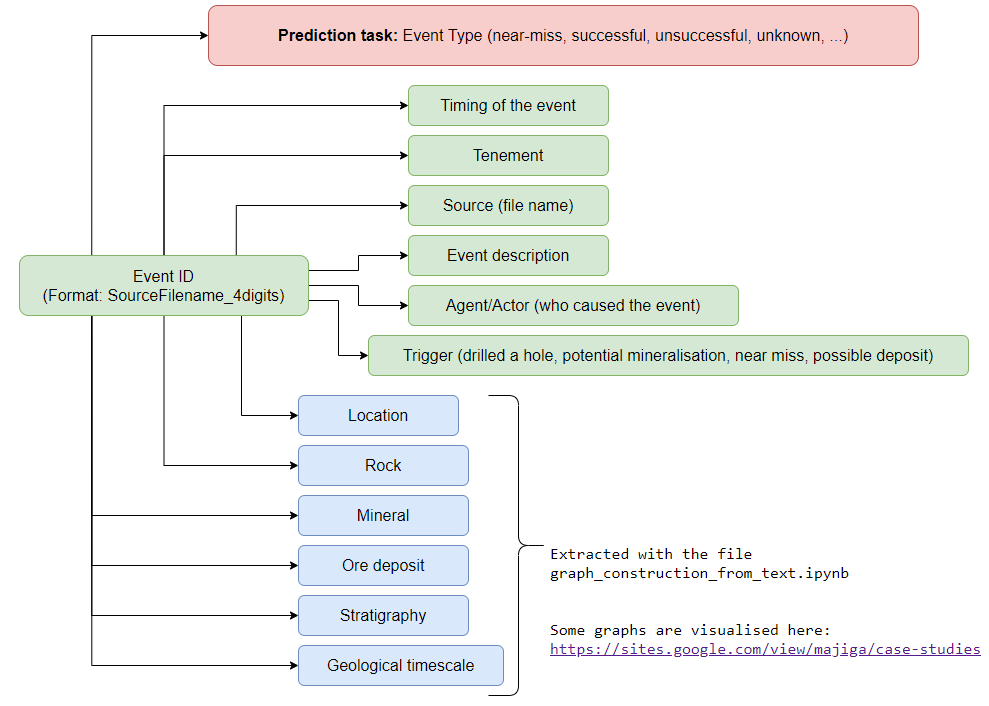 Prediction task: Event Type (near-miss, successful, unsuccessful, unknown, ...)
Timing of the event
Tenement
Source (file name)
Event ID
(Format: SourceFilename_4digits)
Event description
Agent/Actor (who caused the event)
Trigger (drilled a hole, potential mineralisation, near miss, possible deposit)
Location
Rock
Mineral
Ore deposit
Stratigraphy
Geological timescale
Extracted with the file
graph_construction_from_text.ipynb
Some graphs are visualised here:
https://sites.google.com/view/majiga/case-studies